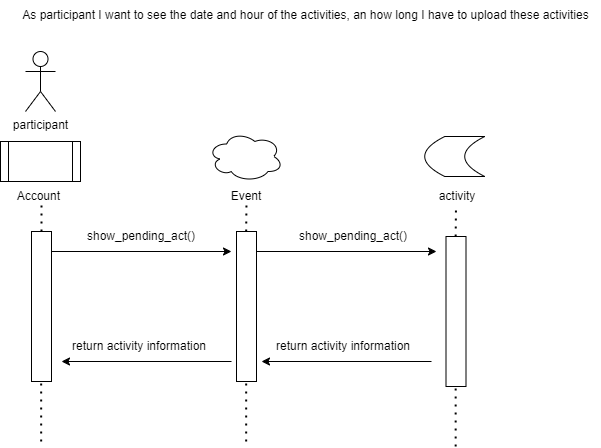 As participant I want to see the date and hour of the activities, an how long I have to upload these activities
participant
Account
Event
activity
show_pending_act()
show_pending_act()
return activity information
return activity information